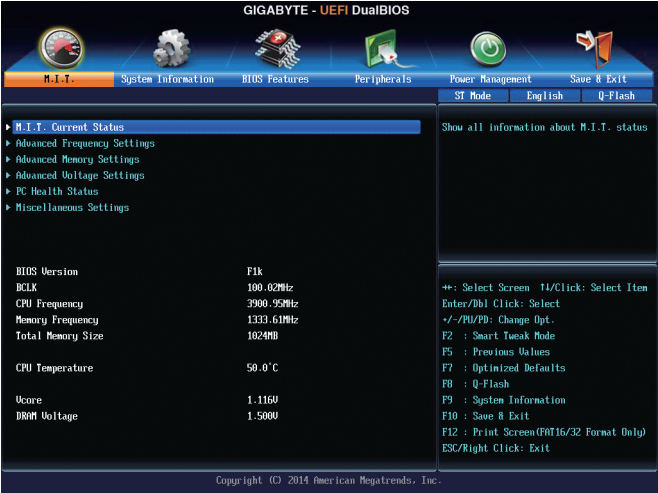 GIGABYTE - UEFI DualBIOS
M.I.T.
System Information
BIOS Features
Peripherals
Power Management
Save & Exit
ST Mode
English
Q-Flash
M.I.T. Current Status
Advanced Frequency Settings
Advanced Memory Settings
Advanced Voltage Settings
PC Health Status
Miscellaneous Settings
BIOS Version F1k
BCLK 100.02MHz
CPU Frequency 3900.95MHz
Memory Frequency 1333.61MHz
Total Memory Size 1024MB
CPU Temperature 50.0°C
Vcore 1.116V
DRAM Voltage 1.500V
Show all information about M.I.T. status
→←: Select Screen ↑↓/Click: Select Item
Enter/Dbl Click: Select
+/-/PU/PD: Change Opt.
F2 : Smart Tweak Mode
F5 : Previous Values
F7 : Optimized Defaults
F8 : Q-Flash
F9 : System Information
F10 : Save & Exit
F12 : Print Screen(FAT16/32 Format Only)
ESC/Right Click: Exit
Copyright (C) 2014 American Megatrends, Inc.